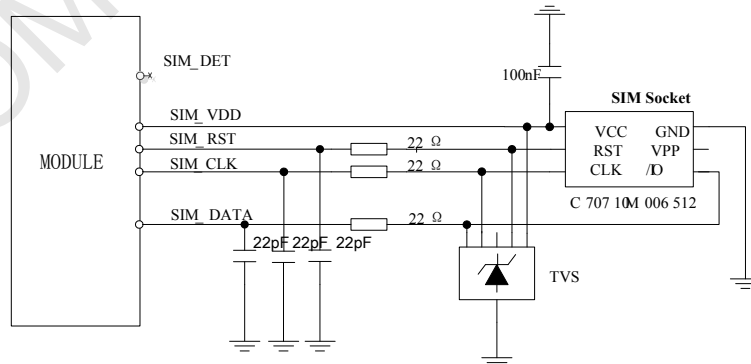 SIM_DET
100nF
SIM Socket
SIM_VDD
VCC GND
SIM_RST
22 Ω
RST VPP
MODULE
SIM_CLK
22 Ω
CLK I/O
C 707 10M 006 512
SIM_DATA
22 Ω
22pF 22pF 22pF
TVS